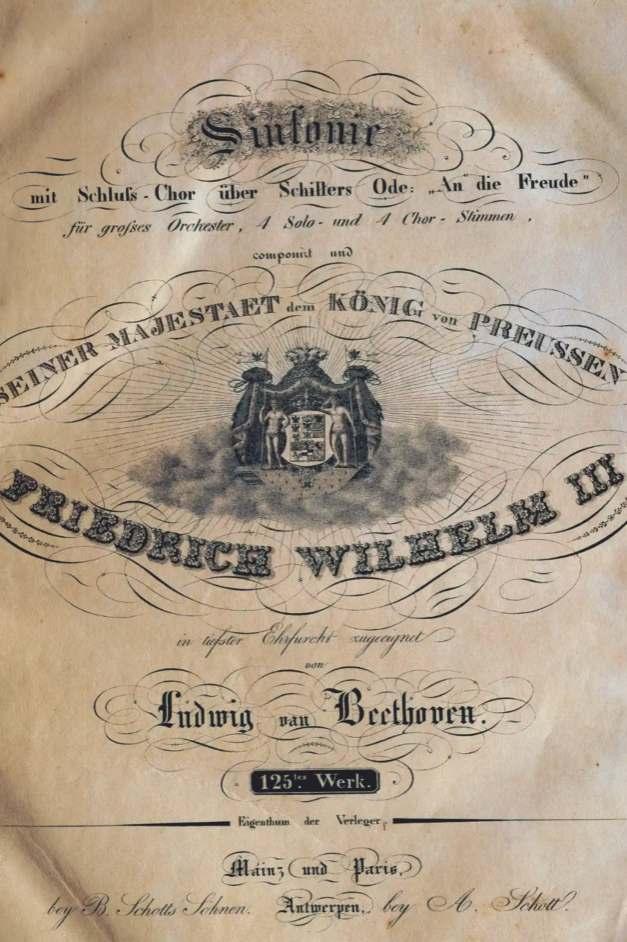 Sinfonie
mit Schluſs-Chor über Schillers Ode: „An die Freude"
für groſses Orchester, 4 Solo- und 4 Chor-Stimmen,
componirt und
SEINER MAJESTAET dem KÖNIG von PREUSSEN
FRIEDRICH WILHELM III
in tiefster Ehrfurcht zugeeignet
von
Ludwig van Beethoven.
125tes Werk.
Eigenthum der Verleger.
Mainz und Paris,
bey B. Schotts Söhnen. Antwerpen, bey A. Schott.